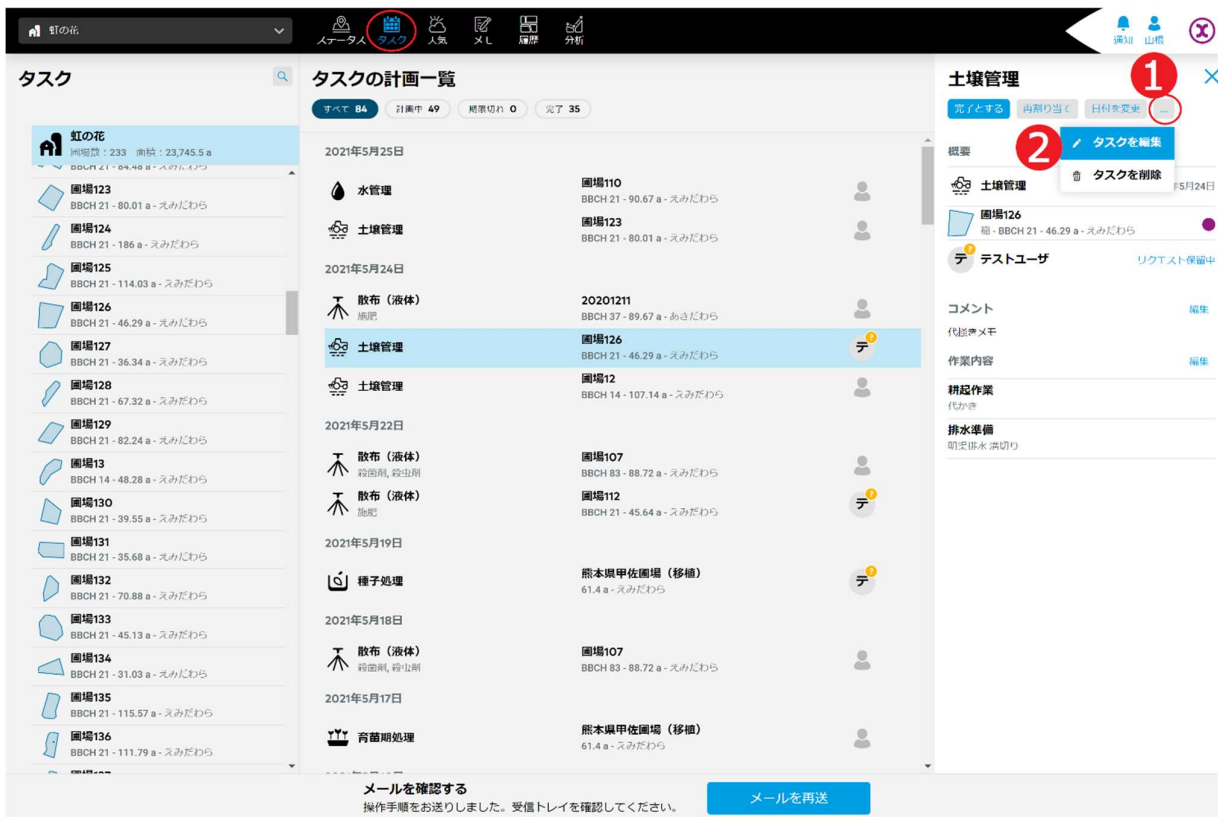 虹の花
ステータス
タスク
人気
メし
履歴
分析
通知
山根
タスク
虹の花
圃場数：233 面積：23,745.5 a
BBCH 21 - 84.48 a - えみだわら
圃場123
BBCH 21 - 80.01 a - えみだわら
圃場124
BBCH 21 - 186 a - えみだわら
圃場125
BBCH 21 - 114.03 a - えみだわら
圃場126
BBCH 21 - 46.29 a - えみだわら
圃場127
BBCH 21 - 36.34 a - えみだわら
圃場128
BBCH 21 - 67.32 a - えみだわら
圃場129
BBCH 21 - 82.24 a - えみだわら
圃場13
BBCH 14 - 48.28 a - えみだわら
圃場130
BBCH 21 - 39.55 a - えみだわら
圃場131
BBCH 21 - 35.68 a - えみだわら
圃場132
BBCH 21 - 70.88 a - えみだわら
圃場133
BBCH 21 - 45.13 a - えみだわら
圃場134
BBCH 21 - 31.03 a - えみだわら
圃場135
BBCH 21 - 115.57 a - えみだわら
圃場136
BBCH 21 - 111.79 a - えみだわら
タスクの計画一覧
すべて 84 計画中 49 期限切れ 0 完了 35
2021年5月25日
水管理
圃場110
BBCH 21 - 90.67 a - えみだわら
土壌管理
圃場123
BBCH 21 - 80.01 a - えみだわら
2021年5月24日
散布（液体）
施肥
20201211
BBCH 37 - 89.67 a - あきだわら
土壌管理
圃場126
BBCH 21 - 46.29 a - えみだわら
テ ?
土壌管理
圃場12
BBCH 14 - 107.14 a - えみだわら
2021年5月22日
散布（液体）
殺菌剤, 殺虫剤
圃場107
BBCH 83 - 88.72 a - えみだわら
散布（液体）
施肥
圃場112
BBCH 21 - 45.64 a - えみだわら
テ ?
2021年5月19日
種子処理
熊本県甲佐圃場（移植）
61.4 a - えみだわら
テ ?
2021年5月18日
散布（液体）
殺菌剤, 殺虫剤
圃場107
BBCH 83 - 88.72 a - えみだわら
2021年5月17日
育苗期処理
熊本県甲佐圃場（移植）
61.4 a - えみだわら
土壌管理
1
完了とする 再割り当て 日付を変更 ...
2
タスクを編集
タスクを削除
概要
土壌管理
5月24日
圃場126
稲 - BBCH 21 - 46.29 a - えみだわら
テ ?
テストユーザ
リクエスト保留中
コメント 編集
代掻きメモ
作業内容 編集
耕起作業
代かき
排水準備
明渠排水 溝切り
メールを確認する
操作手順をお送りしました。受信トレイを確認してください。
メールを再送